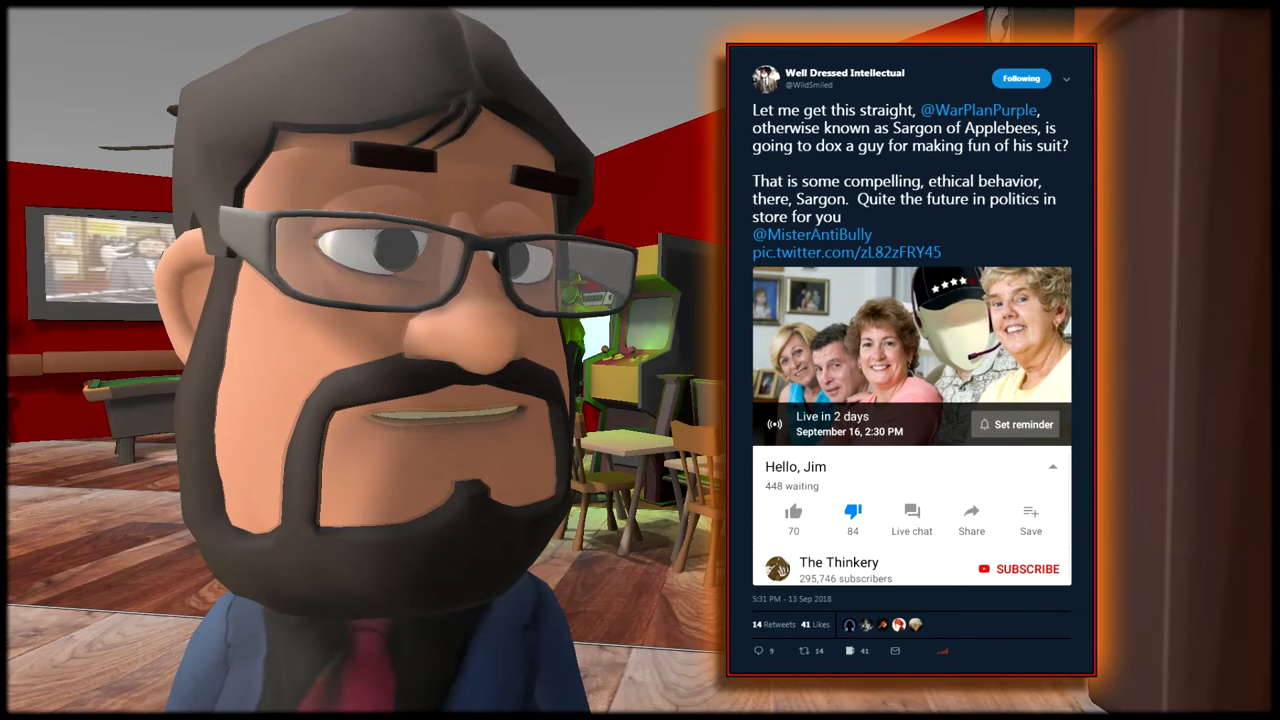 Well Dressed Intellectual
@WildSmiled
Following
Let me get this straight, @WarPlanPurple,
otherwise known as Sargon of Applebees, is
going to dox a guy for making fun of his suit?
That is some compelling, ethical behavior,
there, Sargon. Quite the future in politics in
store for you
@MisterAntiBully
pic.twitter.com/zL82zFRY45
Live in 2 days
September 16, 2:30 PM
Set reminder
Hello, Jim
448 waiting
70
84
Live chat
Share
Save
The Thinkery
295,746 subscribers
SUBSCRIBE
5:31 PM - 13 Sep 2018
14 Retweets 41 Likes
9
14
41